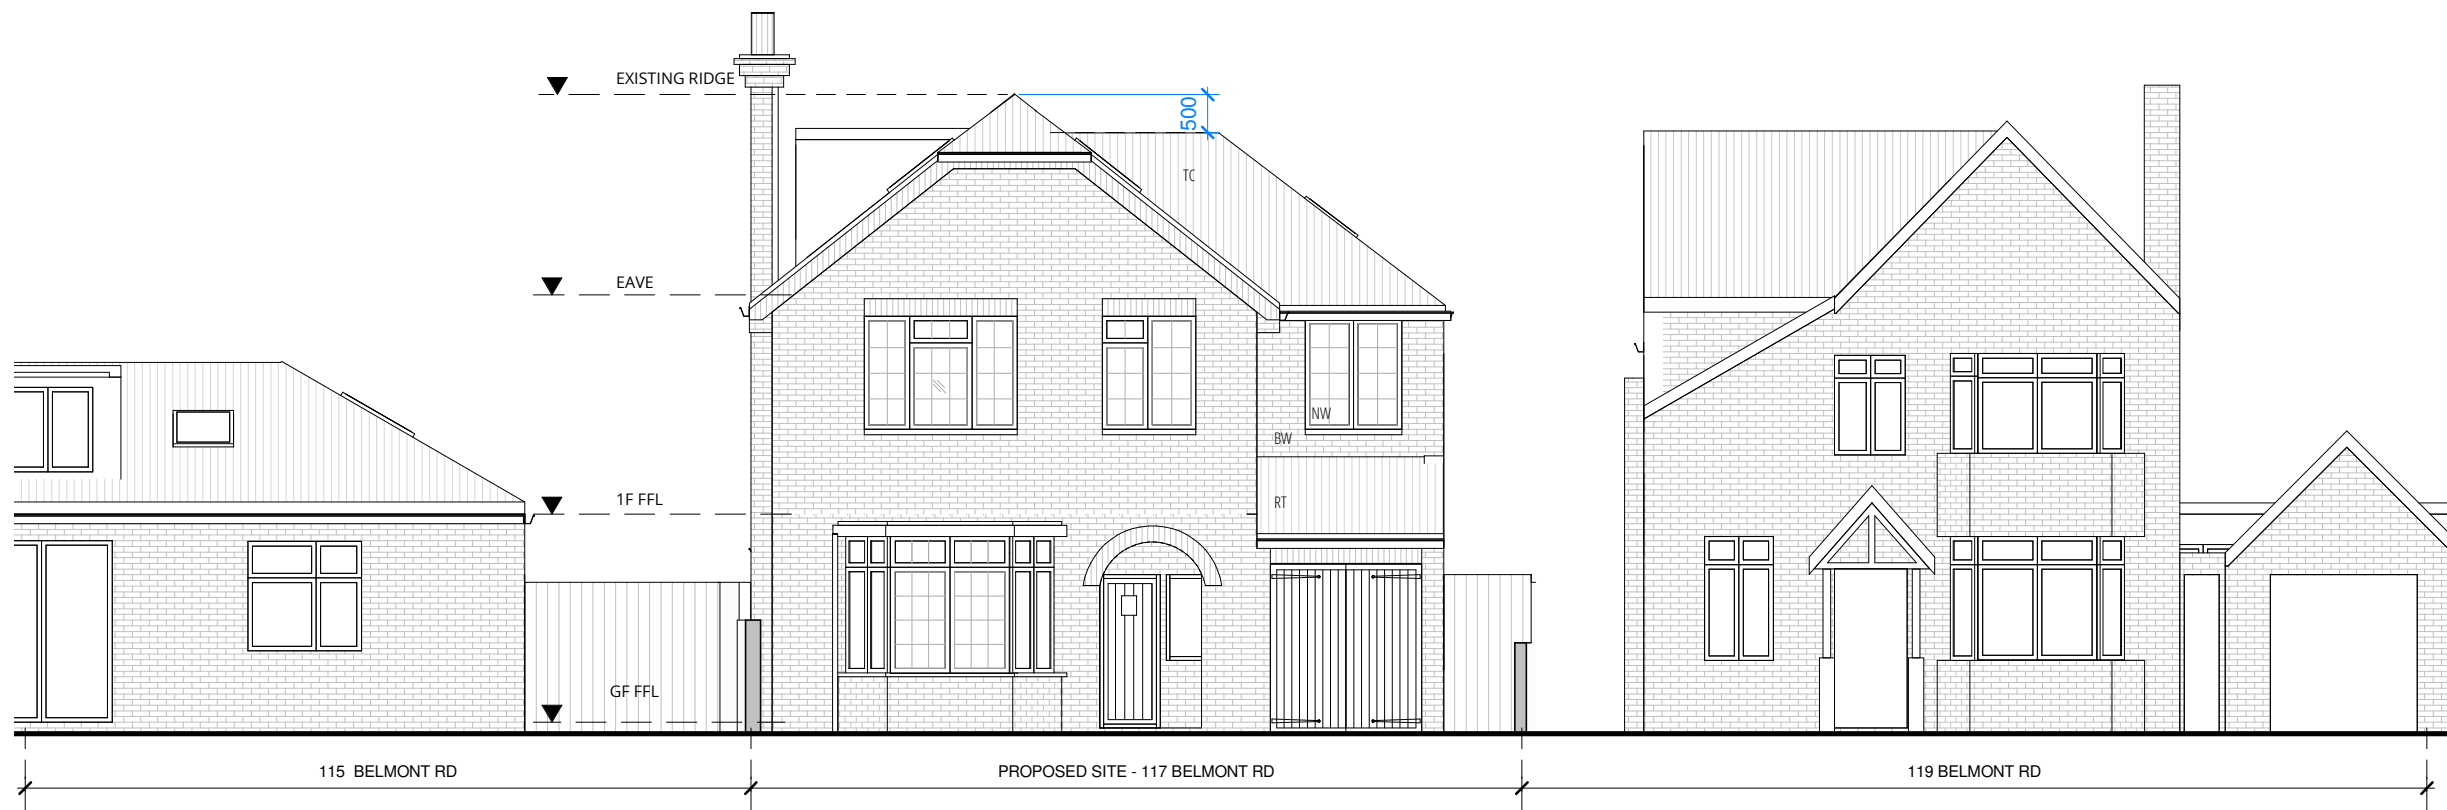 EXISTING RIDGE
500
TC
EAVE
NW
BW
1F FFL
RT
GF FFL
115 BELMONT RD
PROPOSED SITE - 117 BELMONT RD
119 BELMONT RD